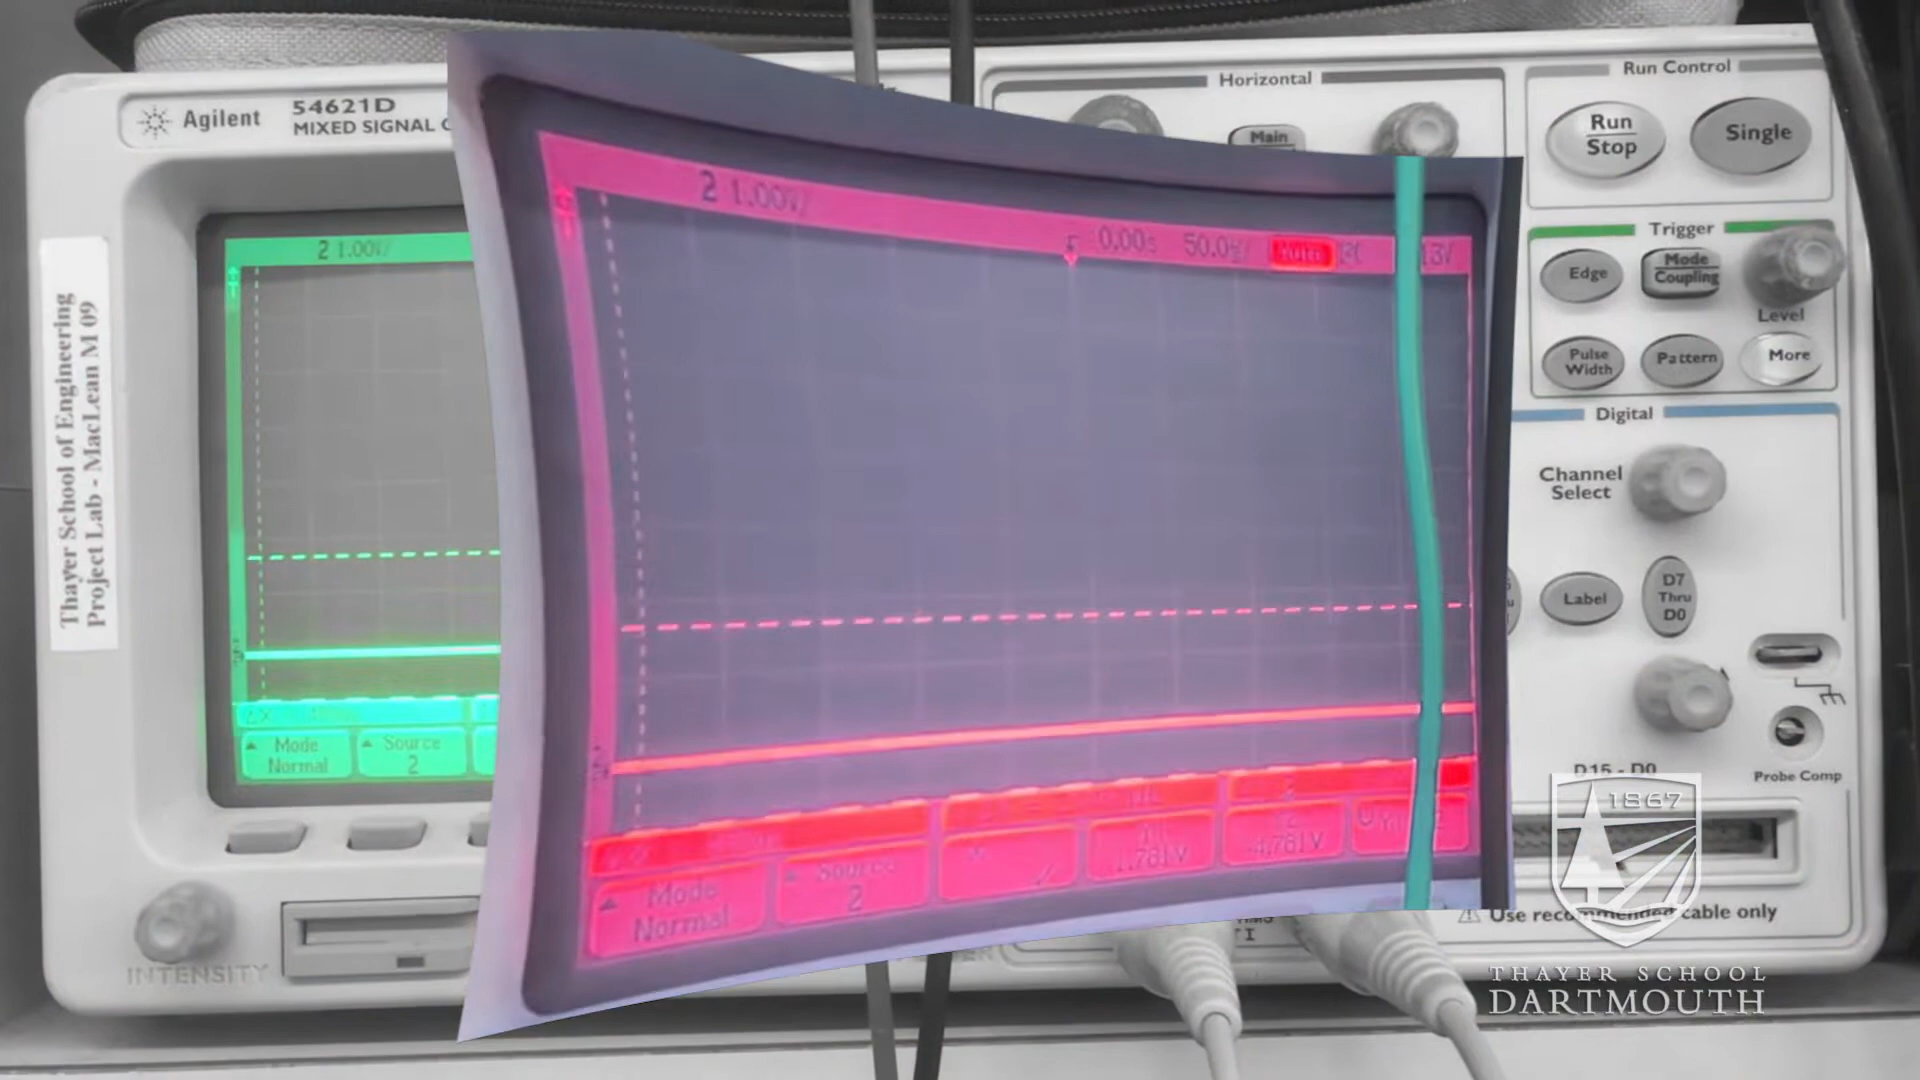 Agilent
54621D
MIXED SIGNAL
Horizontal
Main
Run Control
Run
Stop
Single
Trigger
Edge
Mode
Coupling
Level
Pulse
Width
Pattern
More
Digital
Channel
Select
Label
D7
Thru
D0
D15 - D0
Probe Comp
Use recommended cable only
INTENSITY
Thayer School of Engineering
Project Lab - MacLean M 09
2 1.00V/
Mode
Normal
Source
2
2 1.00V/
0.00s
Auto
Mode
Normal
Source
2
-4.781V
1867
THAYER SCHOOL
DARTMOUTH